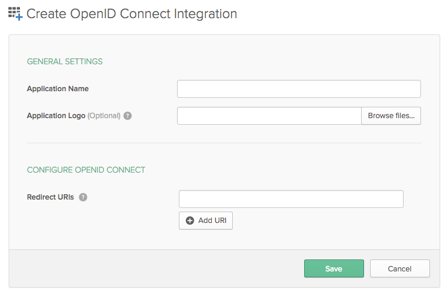 Create OpenID Connect Integration
GENERAL SETTINGS
Application Name
Application Logo (Optional) ?
Browse files...
CONFIGURE OPENID CONNECT
Redirect URIs ?
Add URI
Save
Cancel